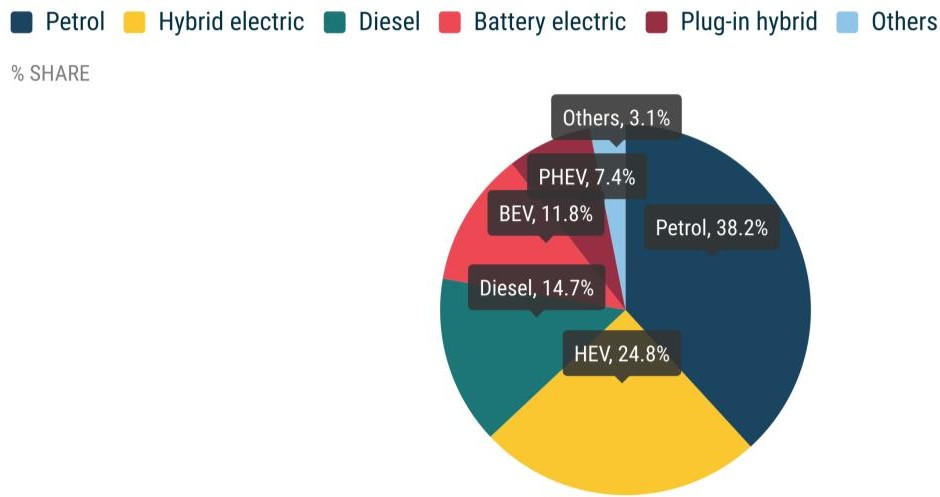 Petrol Hybrid electric Diesel Battery electric Plug-in hybrid Others
% SHARE
Others, 3.1%
PHEV, 7.4%
BEV, 11.8%
Petrol, 38.2%
Diesel, 14.7%
HEV, 24.8%